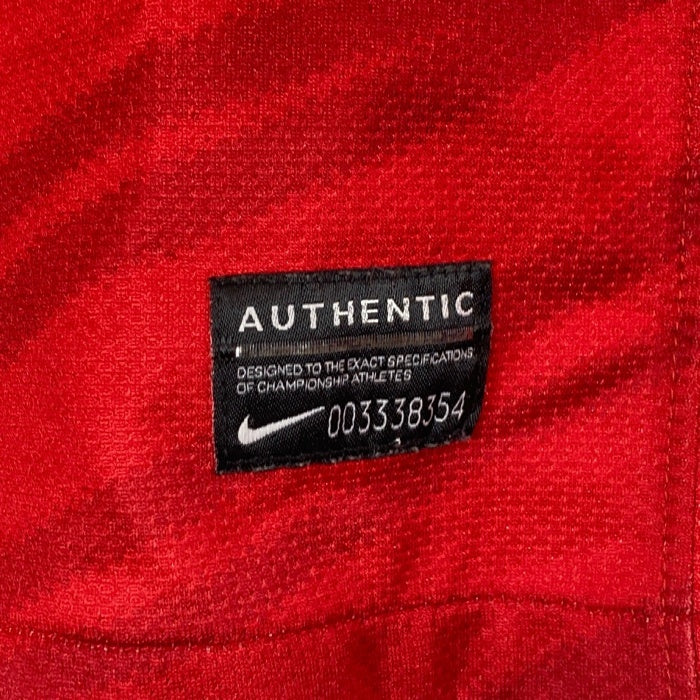 AUTHENTIC
DESIGNED TO THE EXACT SPECIFICATIONS
OF CHAMPIONSHIP ATHLETES
003338354